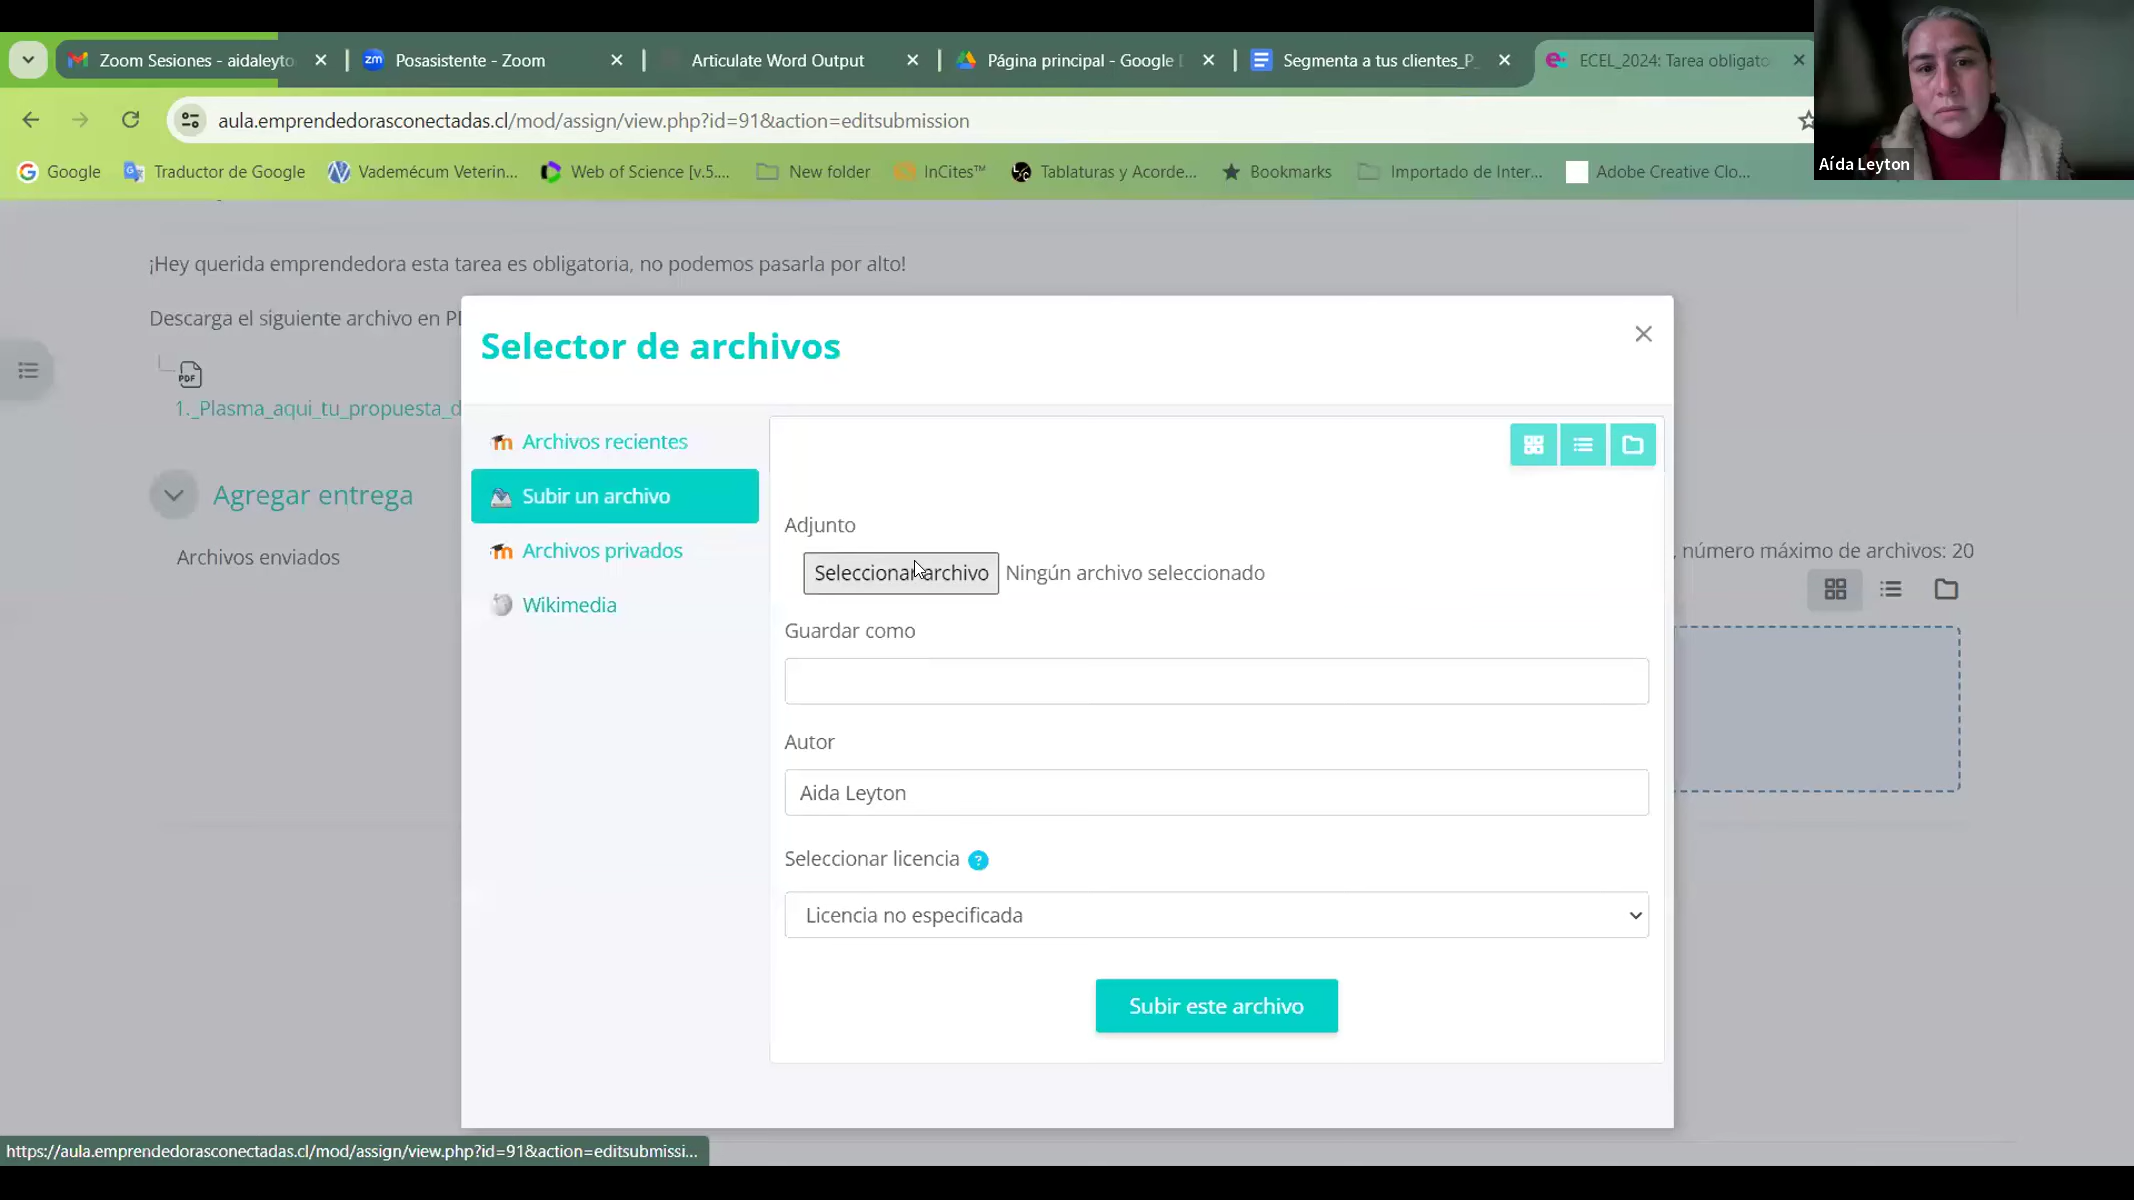 Zoom Sesiones - aidaleyto
Posasistente - Zoom
Articulate Word Output
Página principal - Google
Segmenta a tus clientes_P
ECEL_2024: Tarea obligato
aula.emprendedorasconectadas.cl/mod/assign/view.php?id=91&action=editsubmission
Aída Leyton
Google
Traductor de Google
Vademécum Veterin...
Web of Science [v.5....
New folder
InCites™
Tablaturas y Acorde...
Bookmarks
Importado de Inter...
Adobe Creative Clo...
¡Hey querida emprendedora esta tarea es obligatoria, no podemos pasarla por alto!
Descarga el siguiente archivo en
PDF
1._Plasma_aqui_tu_propuesta_d
Agregar entrega
Archivos enviados
, número máximo de archivos: 20
Selector de archivos
Archivos recientes
Subir un archivo
Archivos privados
Wikimedia
Adjunto
Seleccionar archivo Ningún archivo seleccionado
Guardar como
Autor
Aida Leyton
Seleccionar licencia ?
Licencia no especificada
Subir este archivo
https://aula.emprendedorasconectadas.cl/mod/assign/view.php?id=91&action=editsubmissi...